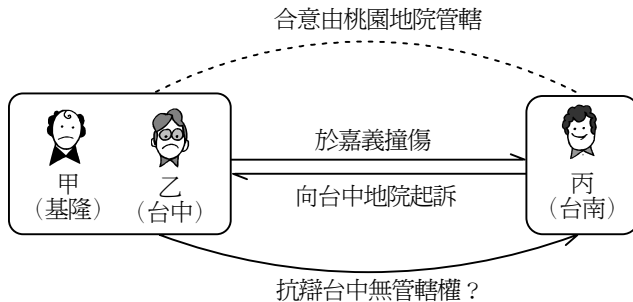 合意由桃園地院管轄
於嘉義撞傷
向台中地院起訴
甲
（基隆）
乙
（台中）
丙
（台南）
抗辯台中無管轄權？